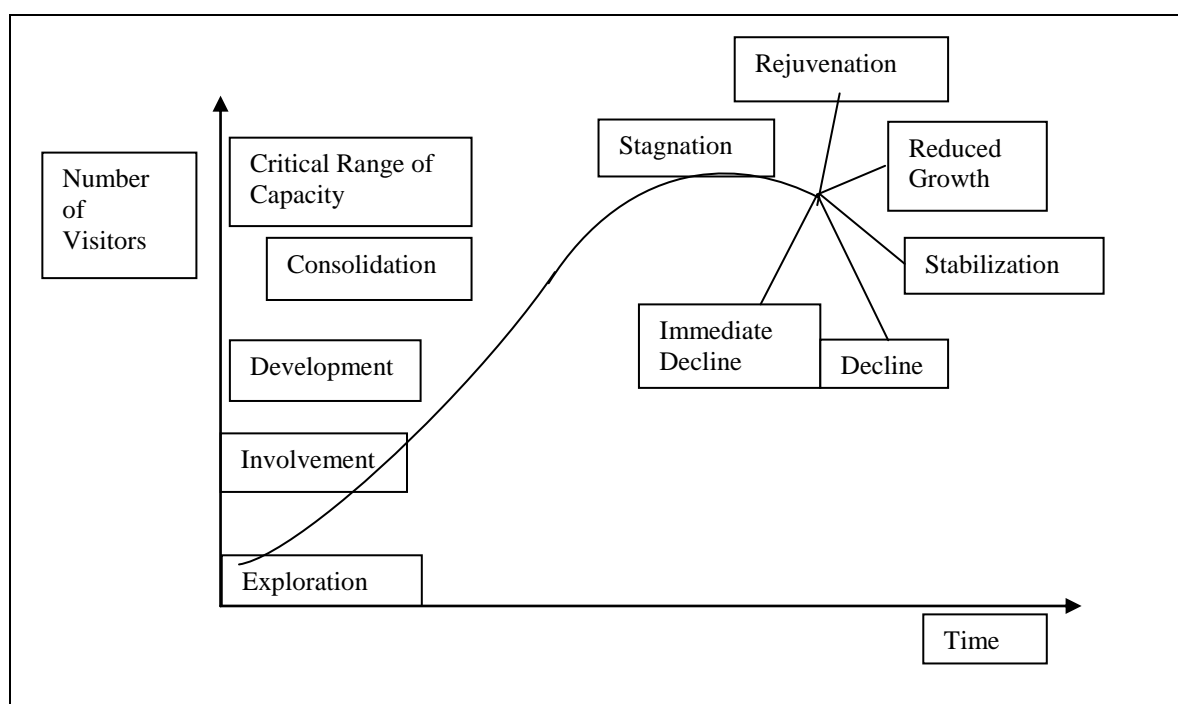 Rejuvenation
Stagnation
Reduced
Growth
Critical Range of
Capacity
Number
of
Visitors
Consolidation
Stabilization
Immediate
Decline
Decline
Development
Involvement
Exploration
Time